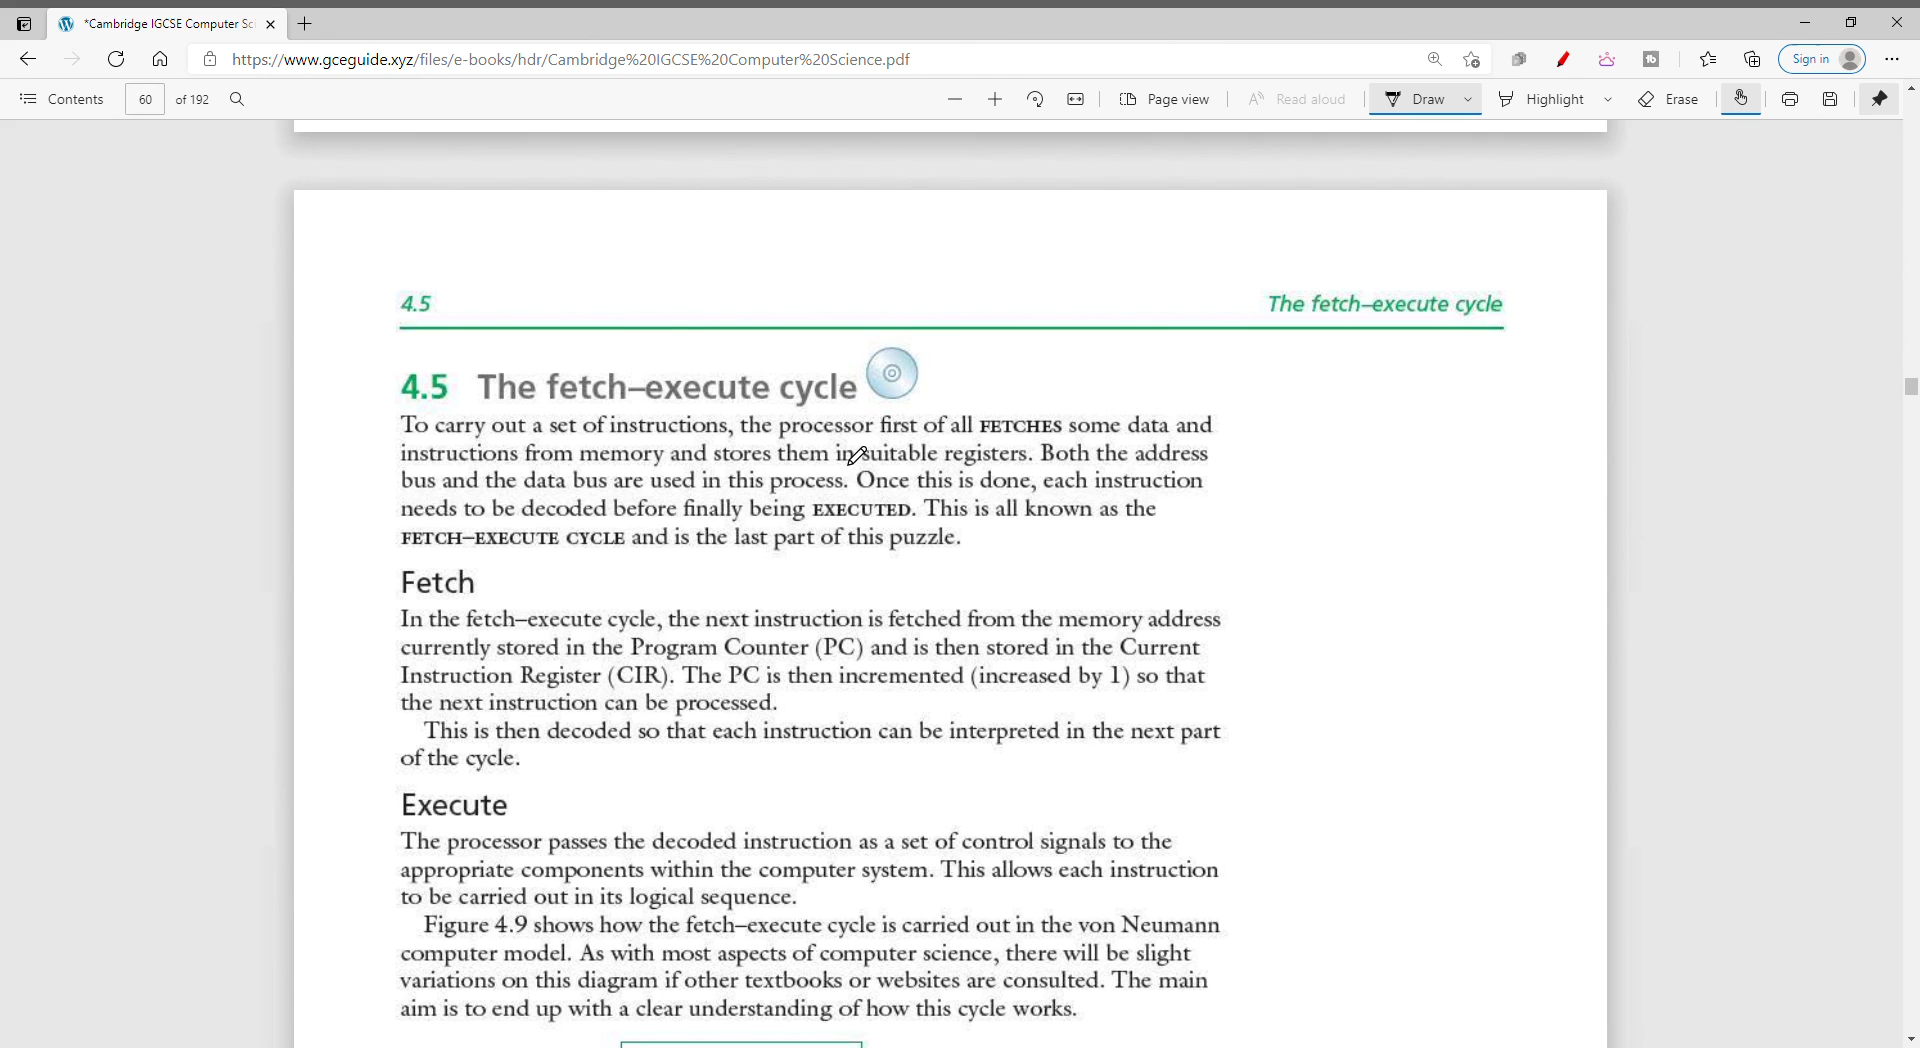 *Cambridge IGCSE Computer Sc
https://www.gceguide.xyz/files/e-books/hdr/Cambridge%20IGCSE%20Computer%20Science.pdf
Sign in
Contents 60 of 192
Page view Read aloud Draw Highlight Erase
4.5 The fetch–execute cycle
4.5 The fetch–execute cycle
To carry out a set of instructions, the processor first of all FETCHES some data and
instructions from memory and stores them in suitable registers. Both the address
bus and the data bus are used in this process. Once this is done, each instruction
needs to be decoded before finally being EXECUTED. This is all known as the
FETCH–EXECUTE CYCLE and is the last part of this puzzle.
Fetch
In the fetch–execute cycle, the next instruction is fetched from the memory address
currently stored in the Program Counter (PC) and is then stored in the Current
Instruction Register (CIR). The PC is then incremented (increased by 1) so that
the next instruction can be processed.
This is then decoded so that each instruction can be interpreted in the next part
of the cycle.
Execute
The processor passes the decoded instruction as a set of control signals to the
appropriate components within the computer system. This allows each instruction
to be carried out in its logical sequence.
Figure 4.9 shows how the fetch–execute cycle is carried out in the von Neumann
computer model. As with most aspects of computer science, there will be slight
variations on this diagram if other textbooks or websites are consulted. The main
aim is to end up with a clear understanding of how this cycle works.